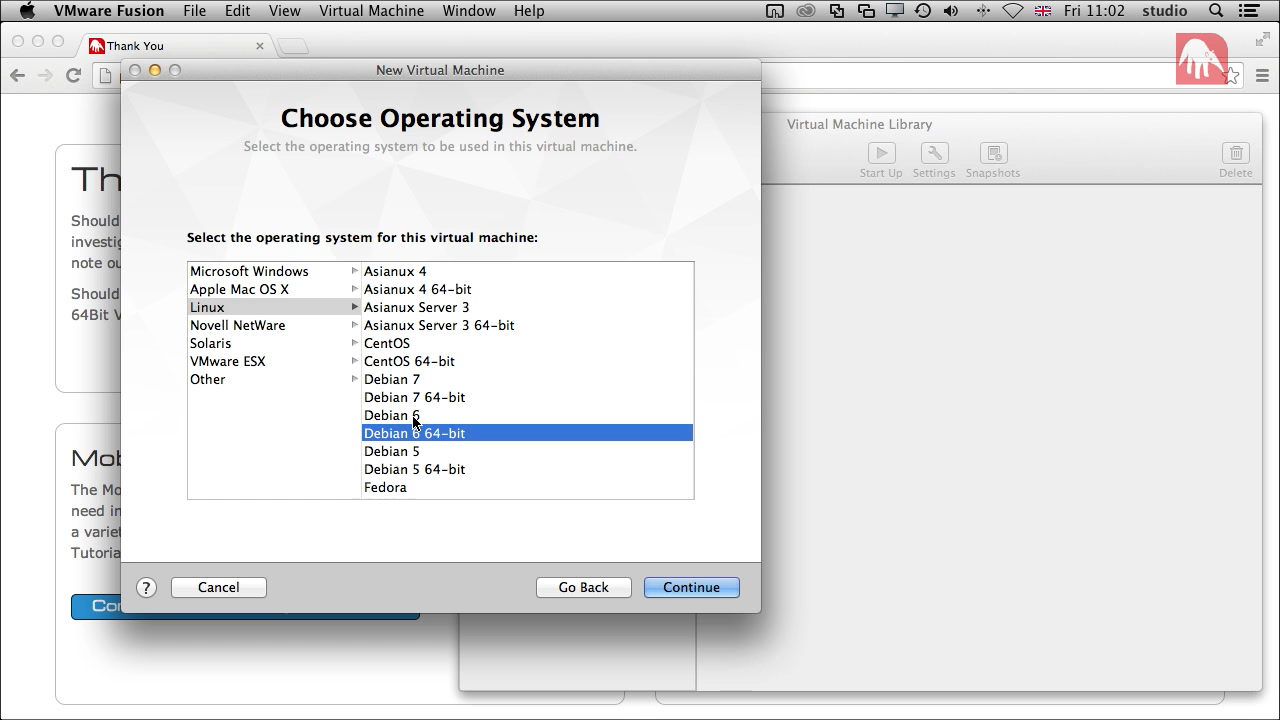 VMware Fusion File Edit View Virtual Machine Window Help Fri 11:02 studio
Thank You
New Virtual Machine
Choose Operating System
Select the operating system to be used in this virtual machine.
Virtual Machine Library
Start Up Settings Snapshots Delete
Th
Should
investig
note ou
Should
64Bit V
Select the operating system for this virtual machine:
Microsoft Windows
Apple Mac OS X
Linux
Novell NetWare
Solaris
VMware ESX
Other
Asianux 4
Asianux 4 64-bit
Asianux Server 3
Asianux Server 3 64-bit
CentOS
CentOS 64-bit
Debian 7
Debian 7 64-bit
Debian 6
Debian 6 64-bit
Debian 5
Debian 5 64-bit
Fedora
Mob
The Mo
need in
a variet
Tutoria
Con
? Cancel Go Back Continue